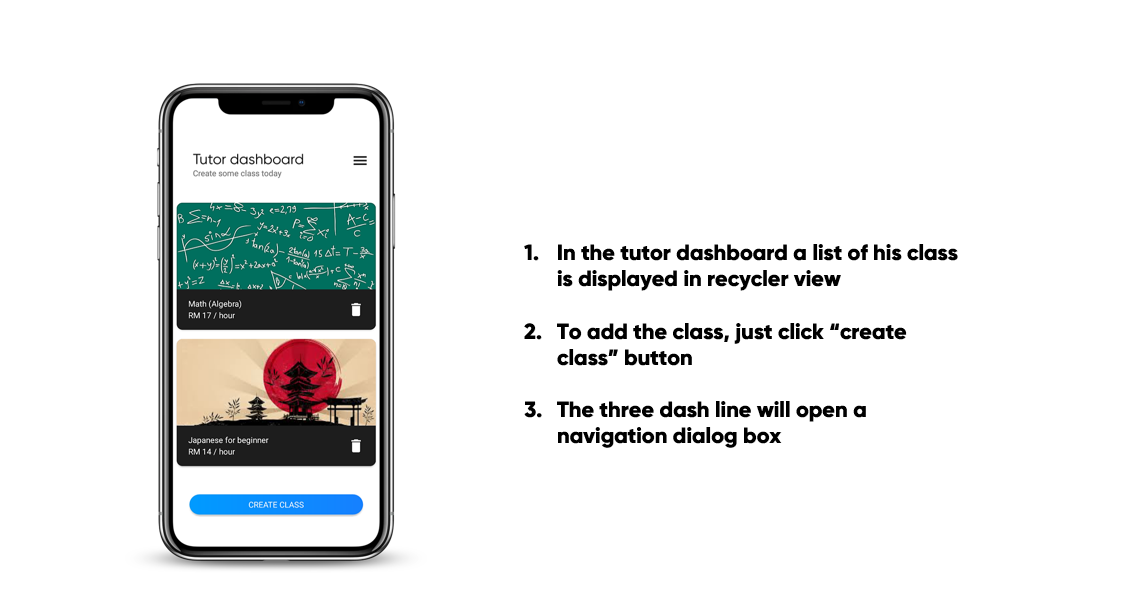 Tutor dashboard
Create some class today
Math (Algebra)
RM 17 / hour
Japanese for beginner
RM 14 / hour
CREATE CLASS
1. In the tutor dashboard a list of his class
is displayed in recycler view
2. To add the class, just click “create
class” button
3. The three dash line will open a
navigation dialog box